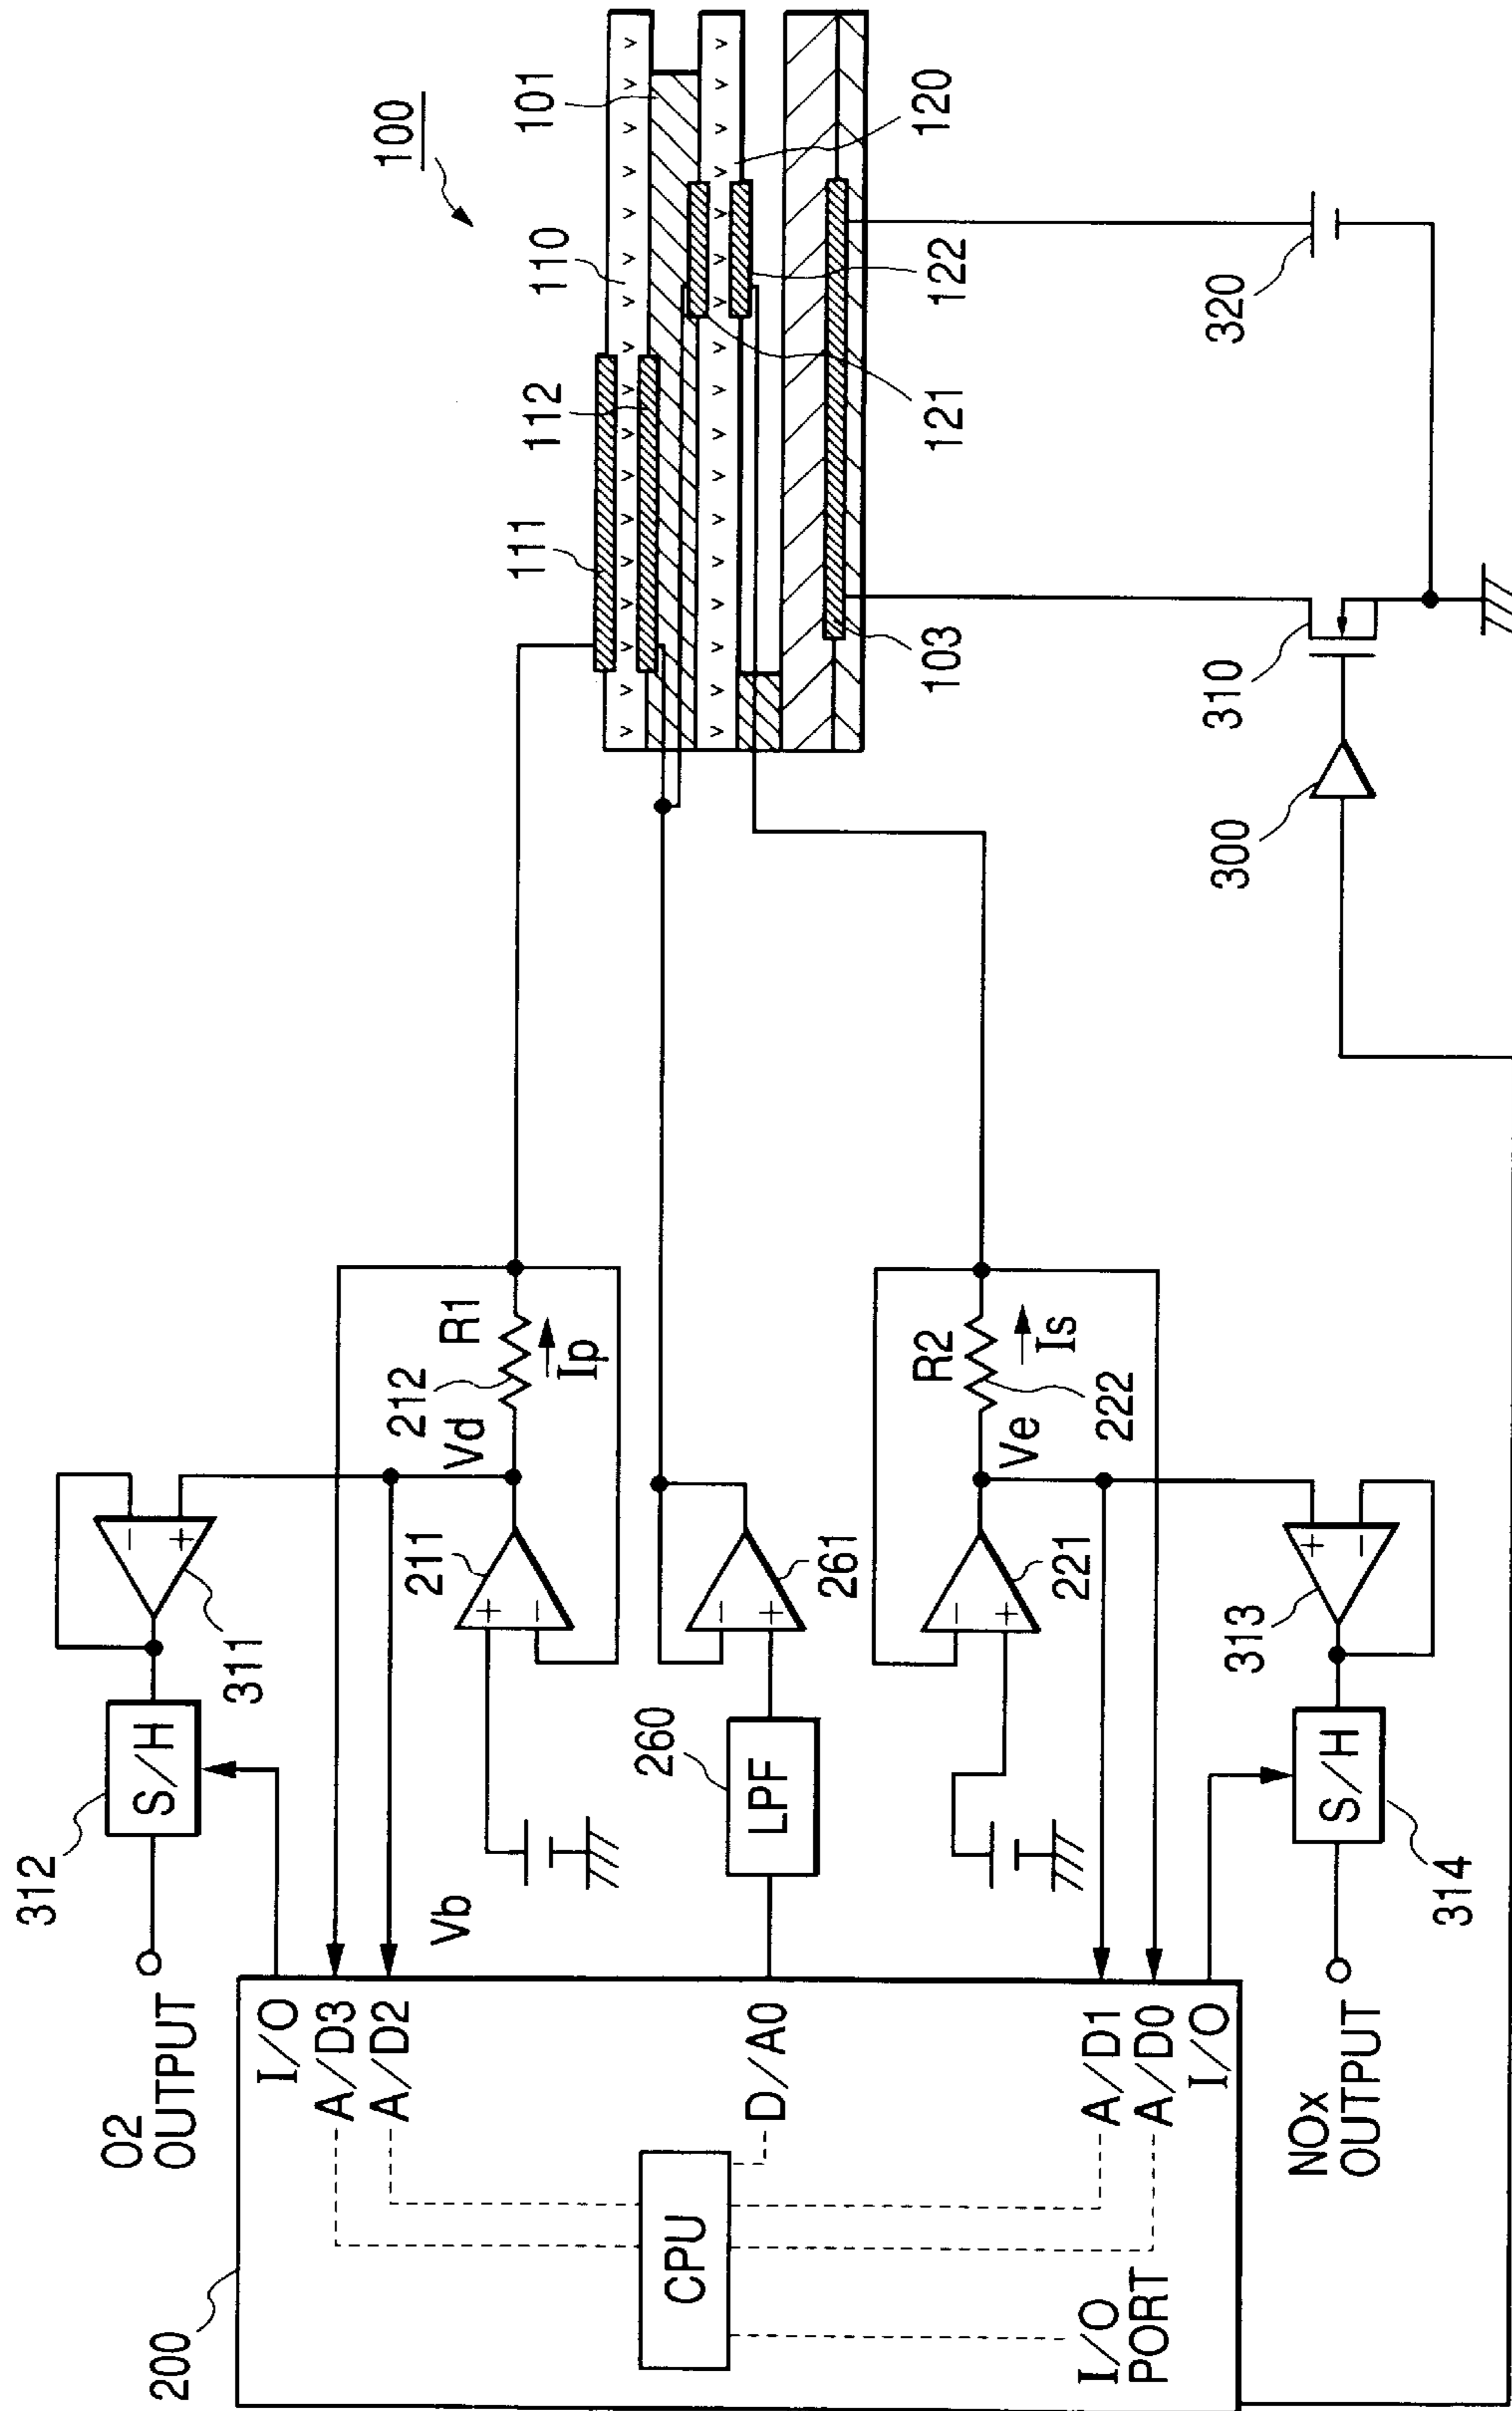 100
101
110
111
112
120
122
121
103
320
310
300
O2
OUTPUT
312
S/H
311
-
+
Vd
212
R1
Ip
211
+
-
Vb
260
LPF
261
-
+
221
-
+
Ve
R2
222
Is
313
+
-
S/H
314
NOx
OUTPUT
200
I/O
A/D3
A/D2
D/A0
A/D1
A/D0
I/O
CPU
I/O
PORT